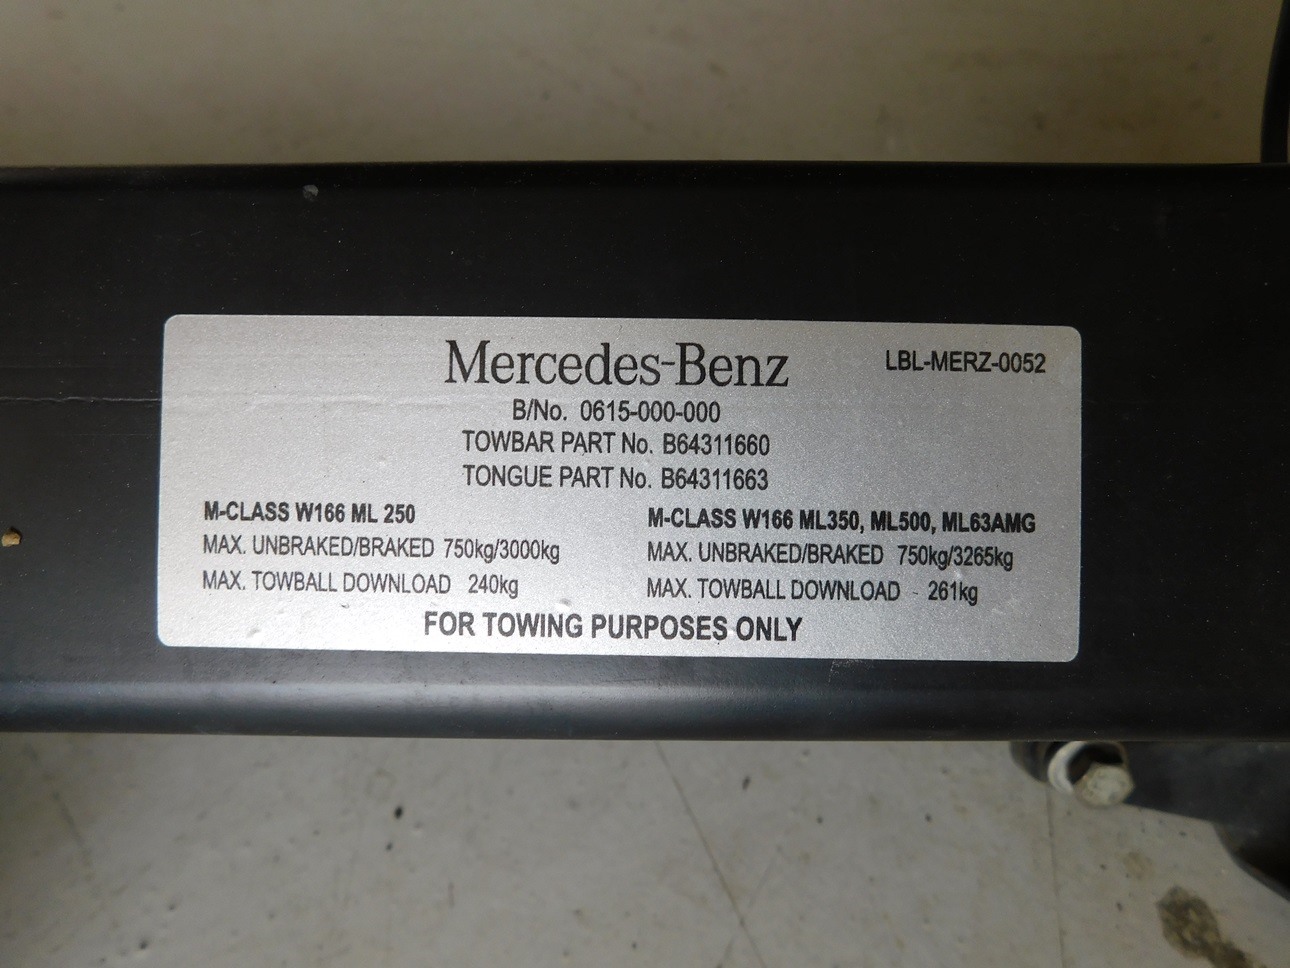 Mercedes-Benz
LBL-MERZ-0052
B/No. 0615-000-000
TOWBAR PART No. B64311660
TONGUE PART No. B64311663
M-CLASS W166 ML 250
MAX. UNBRAKED/BRAKED 750kg/3000kg
MAX. TOWBALL DOWNLOAD 240kg
M-CLASS W166 ML350, ML500, ML63AMG
MAX. UNBRAKED/BRAKED 750kg/3265kg
MAX. TOWBALL DOWNLOAD - 261kg
FOR TOWING PURPOSES ONLY